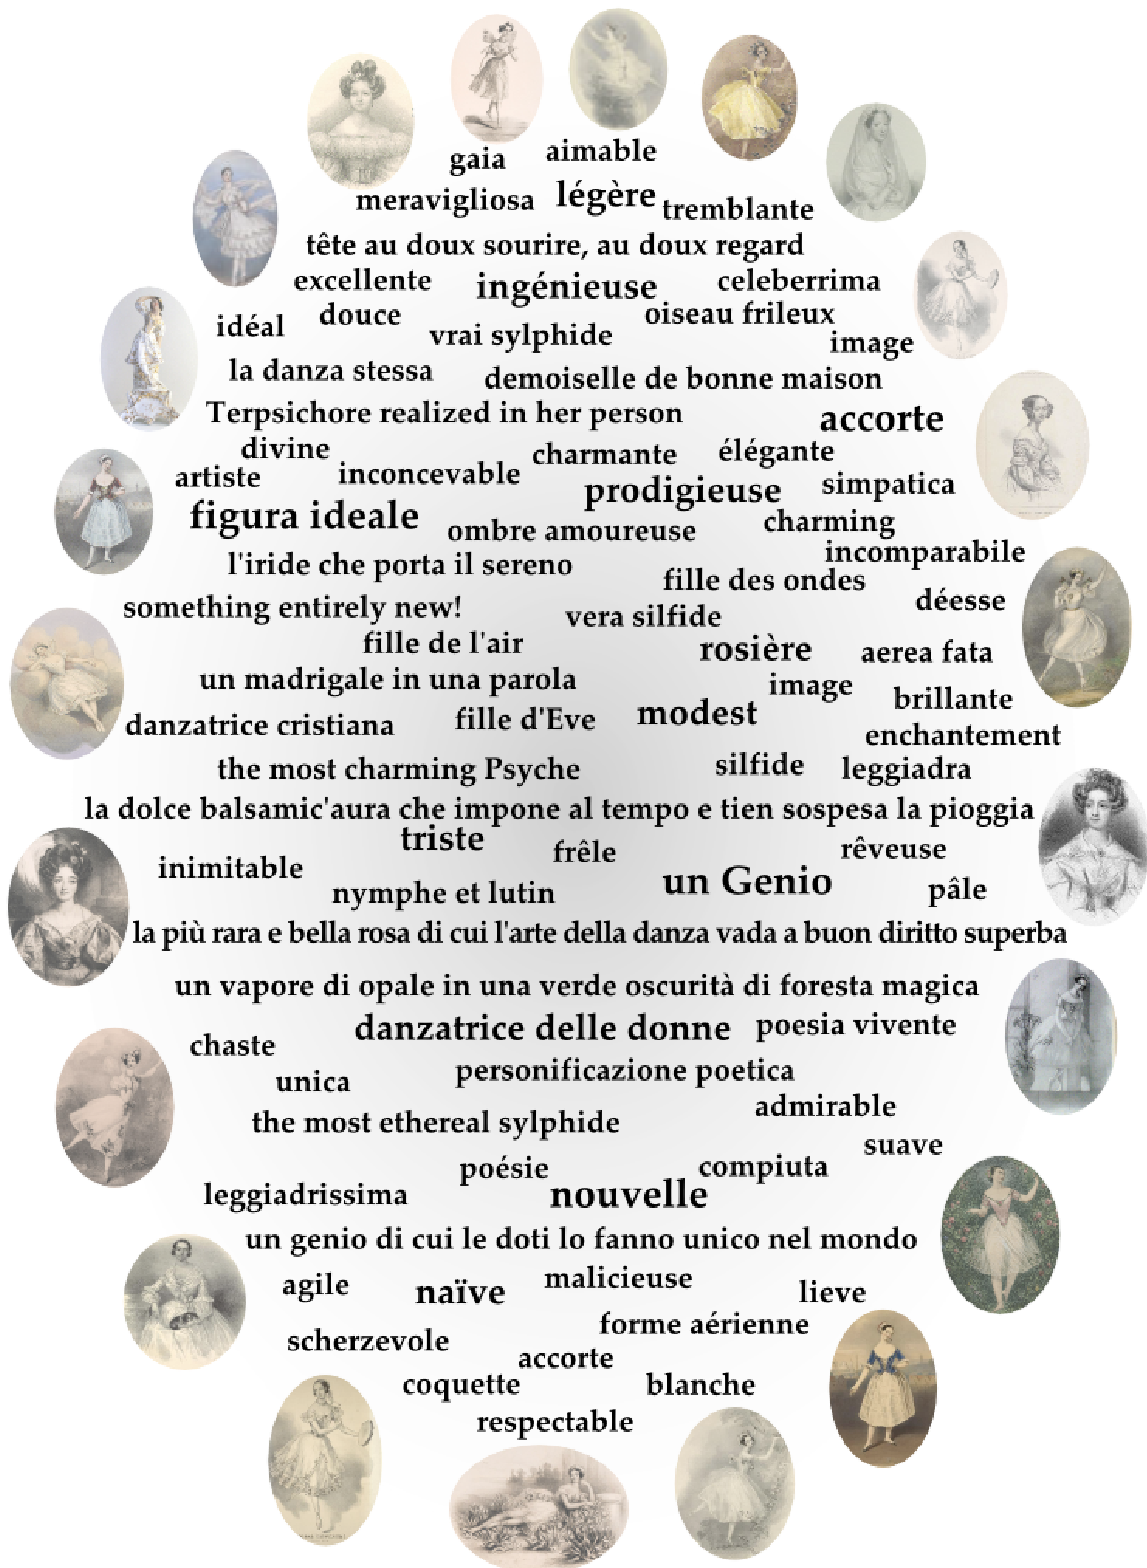 gaia aimable
meravigliosa légère tremblante
tête au doux sourire, au doux regard
excellente ingénieuse celeberrima
idéal douce vrai sylphide oiseau frileux image
la danza stessa demoiselle de bonne maison
Terpsichore realized in her person accorte
divine charmante élégante
artiste inconcevable prodigieuse simpatica
figura ideale ombre amoureuse charming
incomparabile
l'iride che porta il sereno fille des ondes
something entirely new! vera silfide déesse
fille de l'air rosière aerea fata
un madrigale in una parola image brillante
danzatrice cristiana fille d'Eve modest
enchantement
the most charming Psyche silfide leggiadra
la dolce balsamic'aura che impone al tempo e tien sospesa la pioggia
triste frêle rêveuse
inimitable nymphe et lutin un Genio pâle
la più rara e bella rosa di cui l'arte della danza vada a buon diritto superba
un vapore di opale in una verde oscurità di foresta magica
danzatrice delle donne poesia vivente
chaste
unica personificazione poetica
the most ethereal sylphide admirable
suave
poésie compiuta
leggiadrissima nouvelle
un genio di cui le doti lo fanno unico nel mondo
agile naïve malicieuse lieve
scherzevole forme aérienne
accorte
coquette blanche
respectable